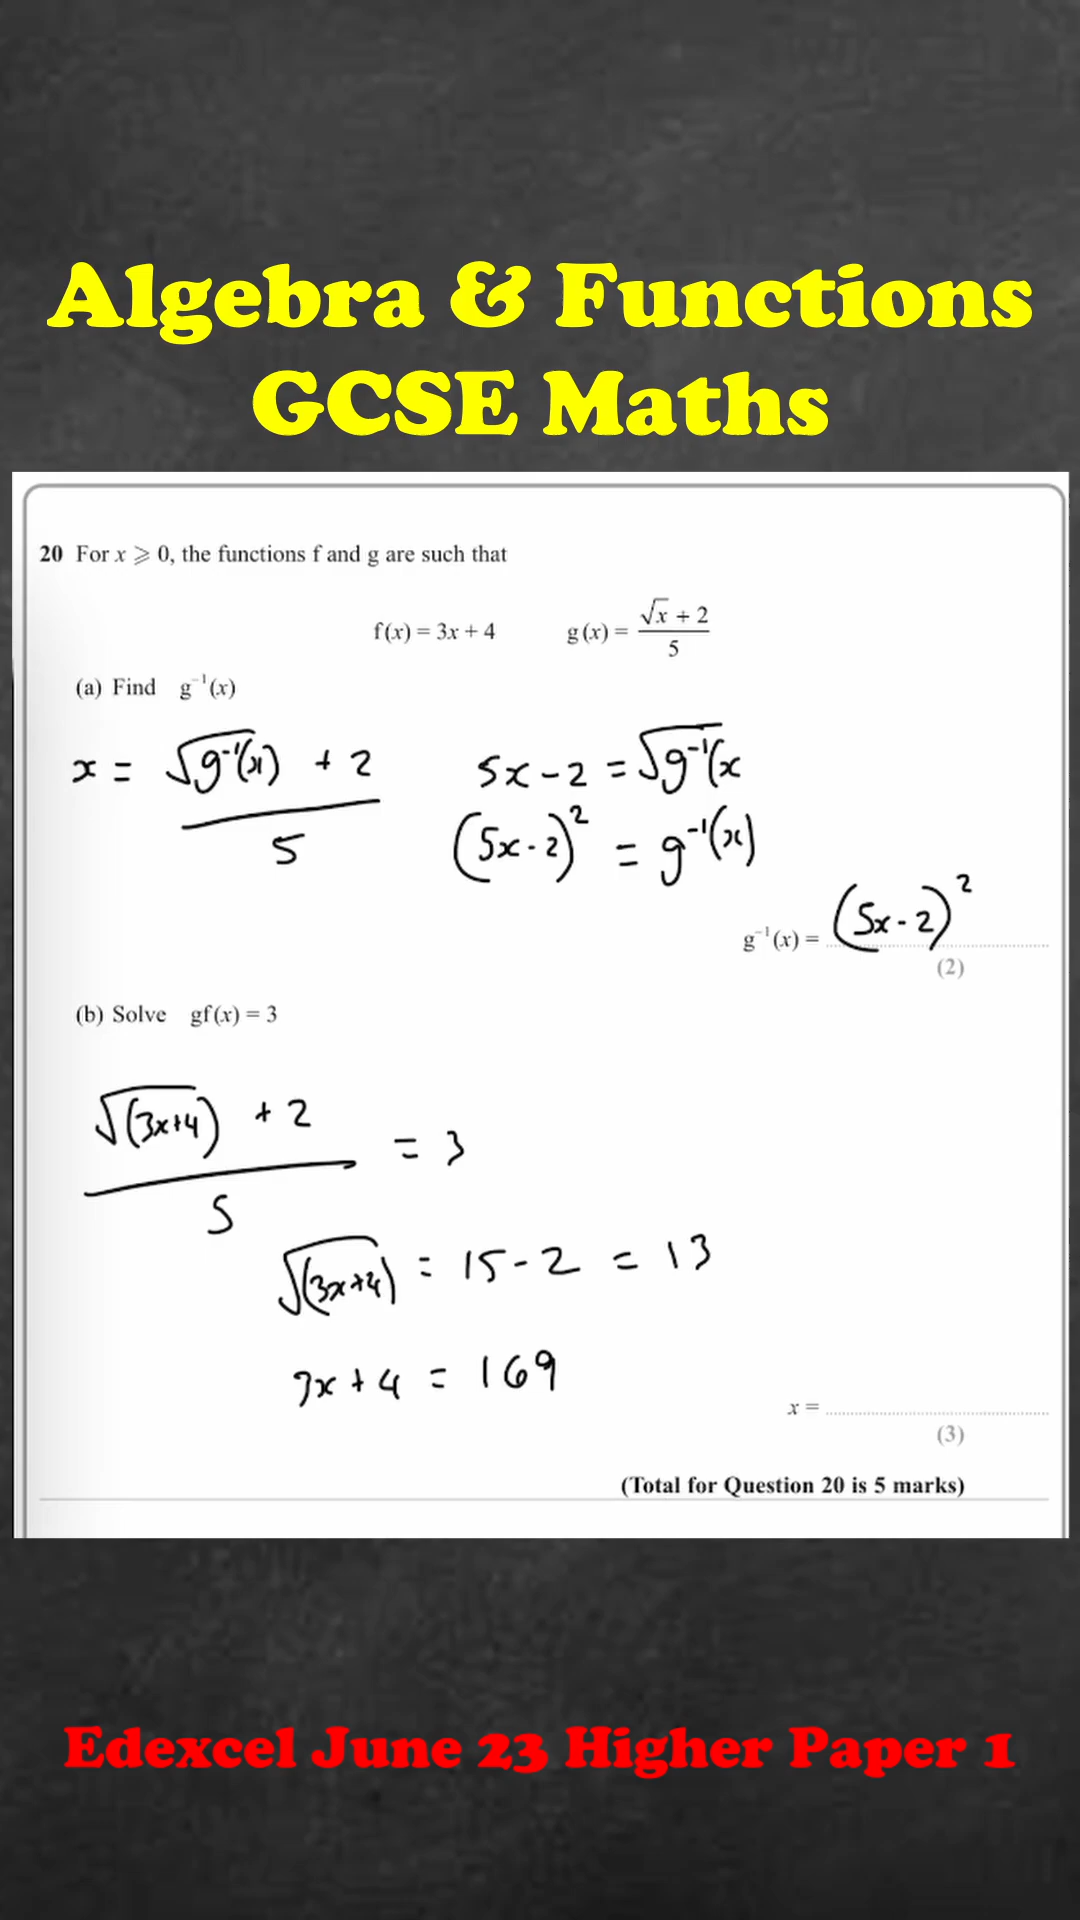 Algebra & Functions
GCSE Maths
20 For x ⩾ 0, the functions f and g are such that
f(x) = 3x + 4 g(x) = (√x + 2)/5
(a) Find g⁻¹(x)
x = (√g⁻¹(x) + 2)/5
5x - 2 = √g⁻¹(x
(5x - 2)² = g⁻¹(x)
g⁻¹(x) = (5x - 2)²
(2)
(b) Solve gf(x) = 3
(√(3x+4) + 2)/5 = 3
√(3x+4) = 15 - 2 = 13
3x + 4 = 169
x =
(3)
(Total for Question 20 is 5 marks)
Edexcel June 23 Higher Paper 1